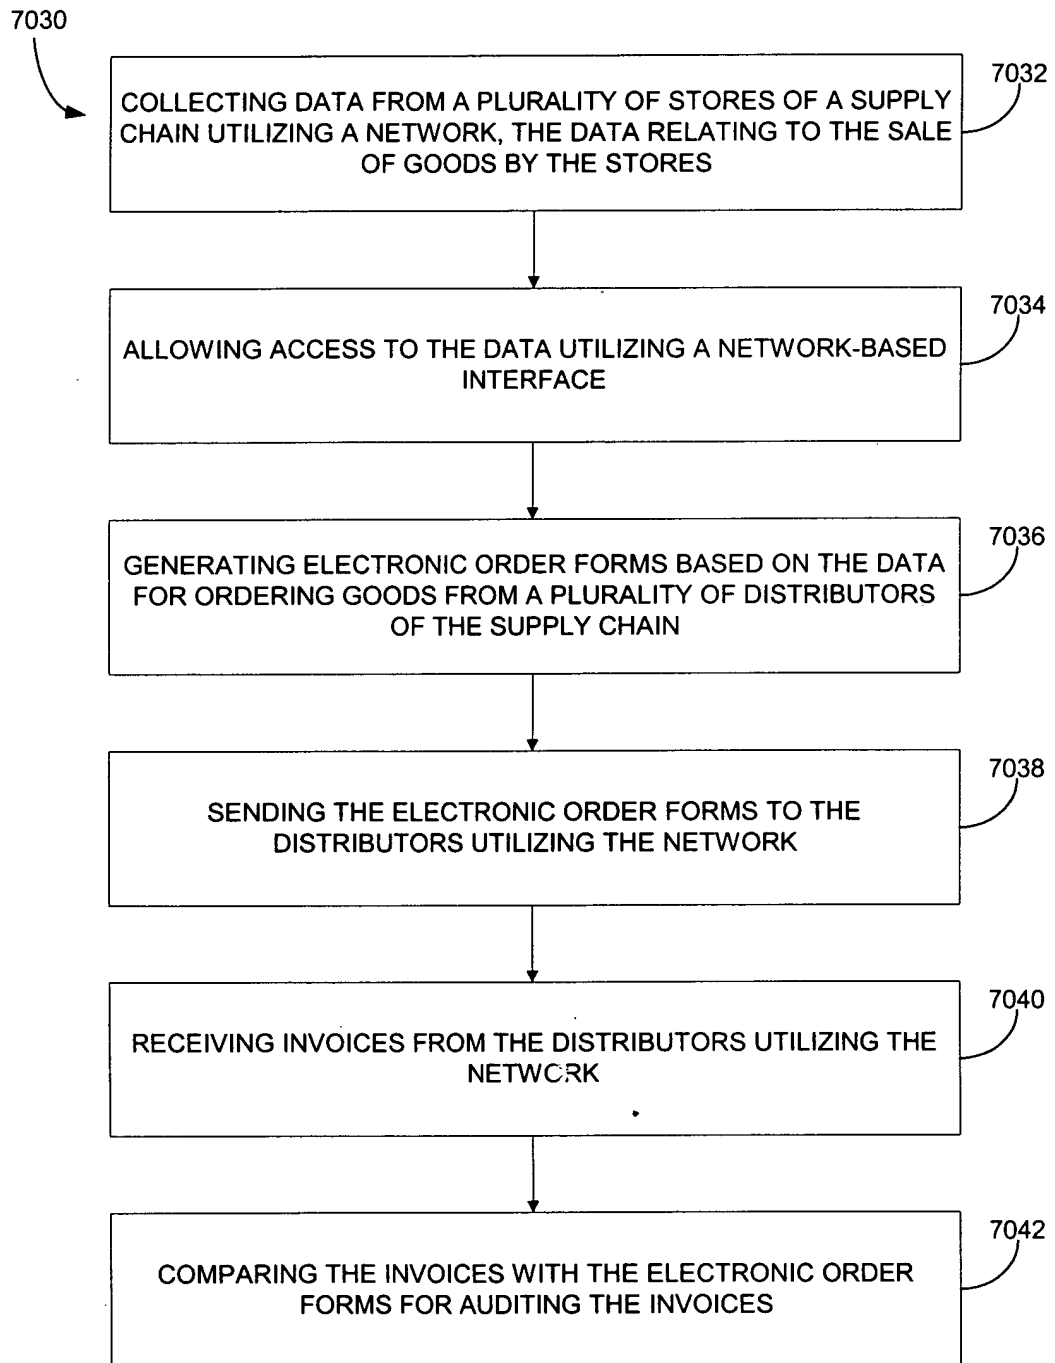 7030
7032
COLLECTING DATA FROM A PLURALITY OF STORES OF A SUPPLY
CHAIN UTILIZING A NETWORK, THE DATA RELATING TO THE SALE
OF GOODS BY THE STORES
7034
ALLOWING ACCESS TO THE DATA UTILIZING A NETWORK-BASED
INTERFACE
7036
GENERATING ELECTRONIC ORDER FORMS BASED ON THE DATA
FOR ORDERING GOODS FROM A PLURALITY OF DISTRIBUTORS
OF THE SUPPLY CHAIN
7038
SENDING THE ELECTRONIC ORDER FORMS TO THE
DISTRIBUTORS UTILIZING THE NETWORK
7040
RECEIVING INVOICES FROM THE DISTRIBUTORS UTILIZING THE
NETWORK
7042
COMPARING THE INVOICES WITH THE ELECTRONIC ORDER
FORMS FOR AUDITING THE INVOICES